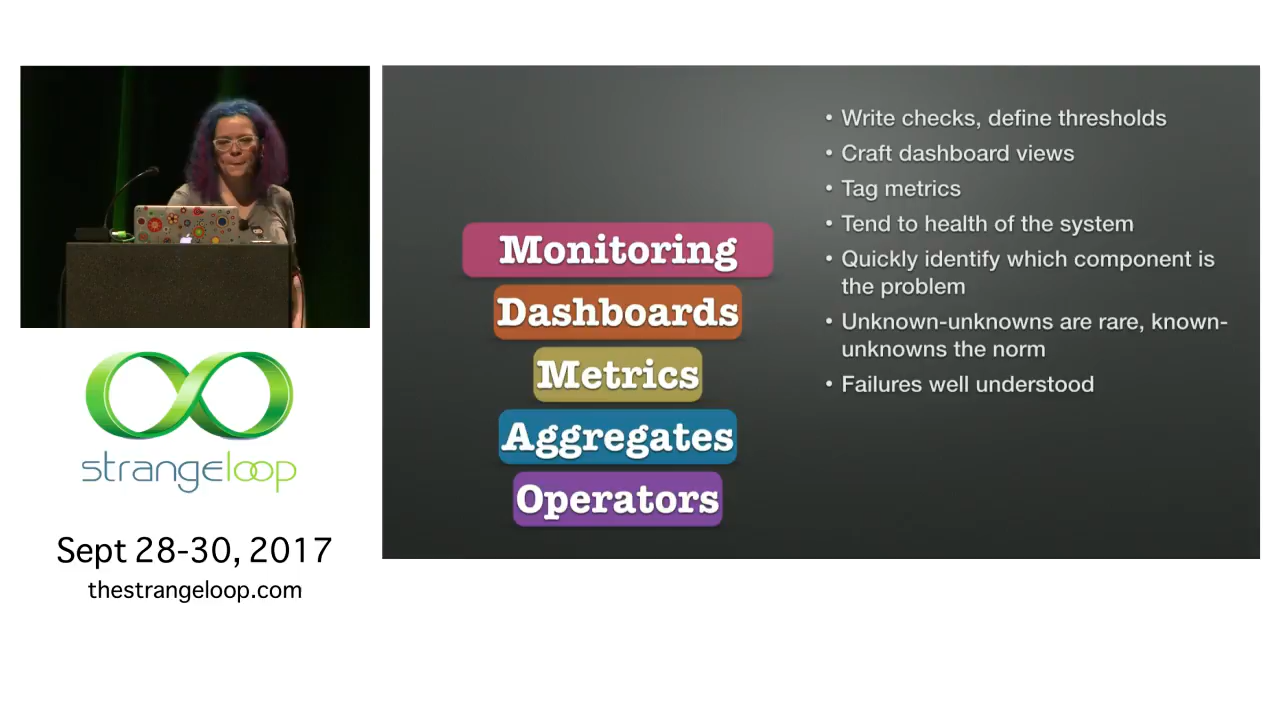 strangeloop
Sept 28-30, 2017
thestrangeloop.com
Monitoring
Dashboards
Metrics
Aggregates
Operators
• Write checks, define thresholds
• Craft dashboard views
• Tag metrics
• Tend to health of the system
• Quickly identify which component is
the problem
• Unknown-unknowns are rare, known-
unknowns the norm
• Failures well understood